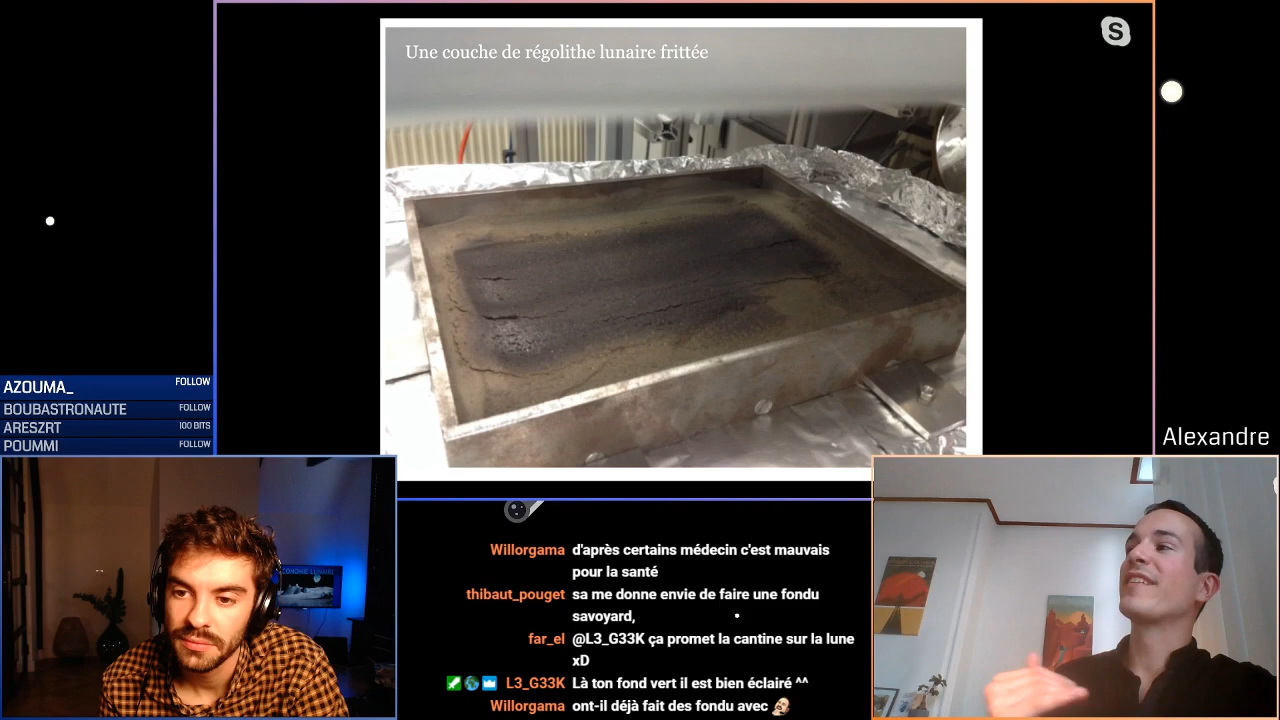 Une couche de régolithe lunaire frittée
S
AZOUMA_ FOLLOW
BOUBASTRONAUTE FOLLOW
ARESZRT 100 BITS
POUMMI FOLLOW
Alexandre
CONOMIE LUNAIRE
Willorgama d'après certains médecin c'est mauvais
pour la santé
thibaut_pouget sa me donne envie de faire une fondu
savoyard,
far_el @L3_G33K ça promet la cantine sur la lune
xD
L3_G33K Là ton fond vert il est bien éclairé ^^
Willorgama ont-il déjà fait des fondu avec